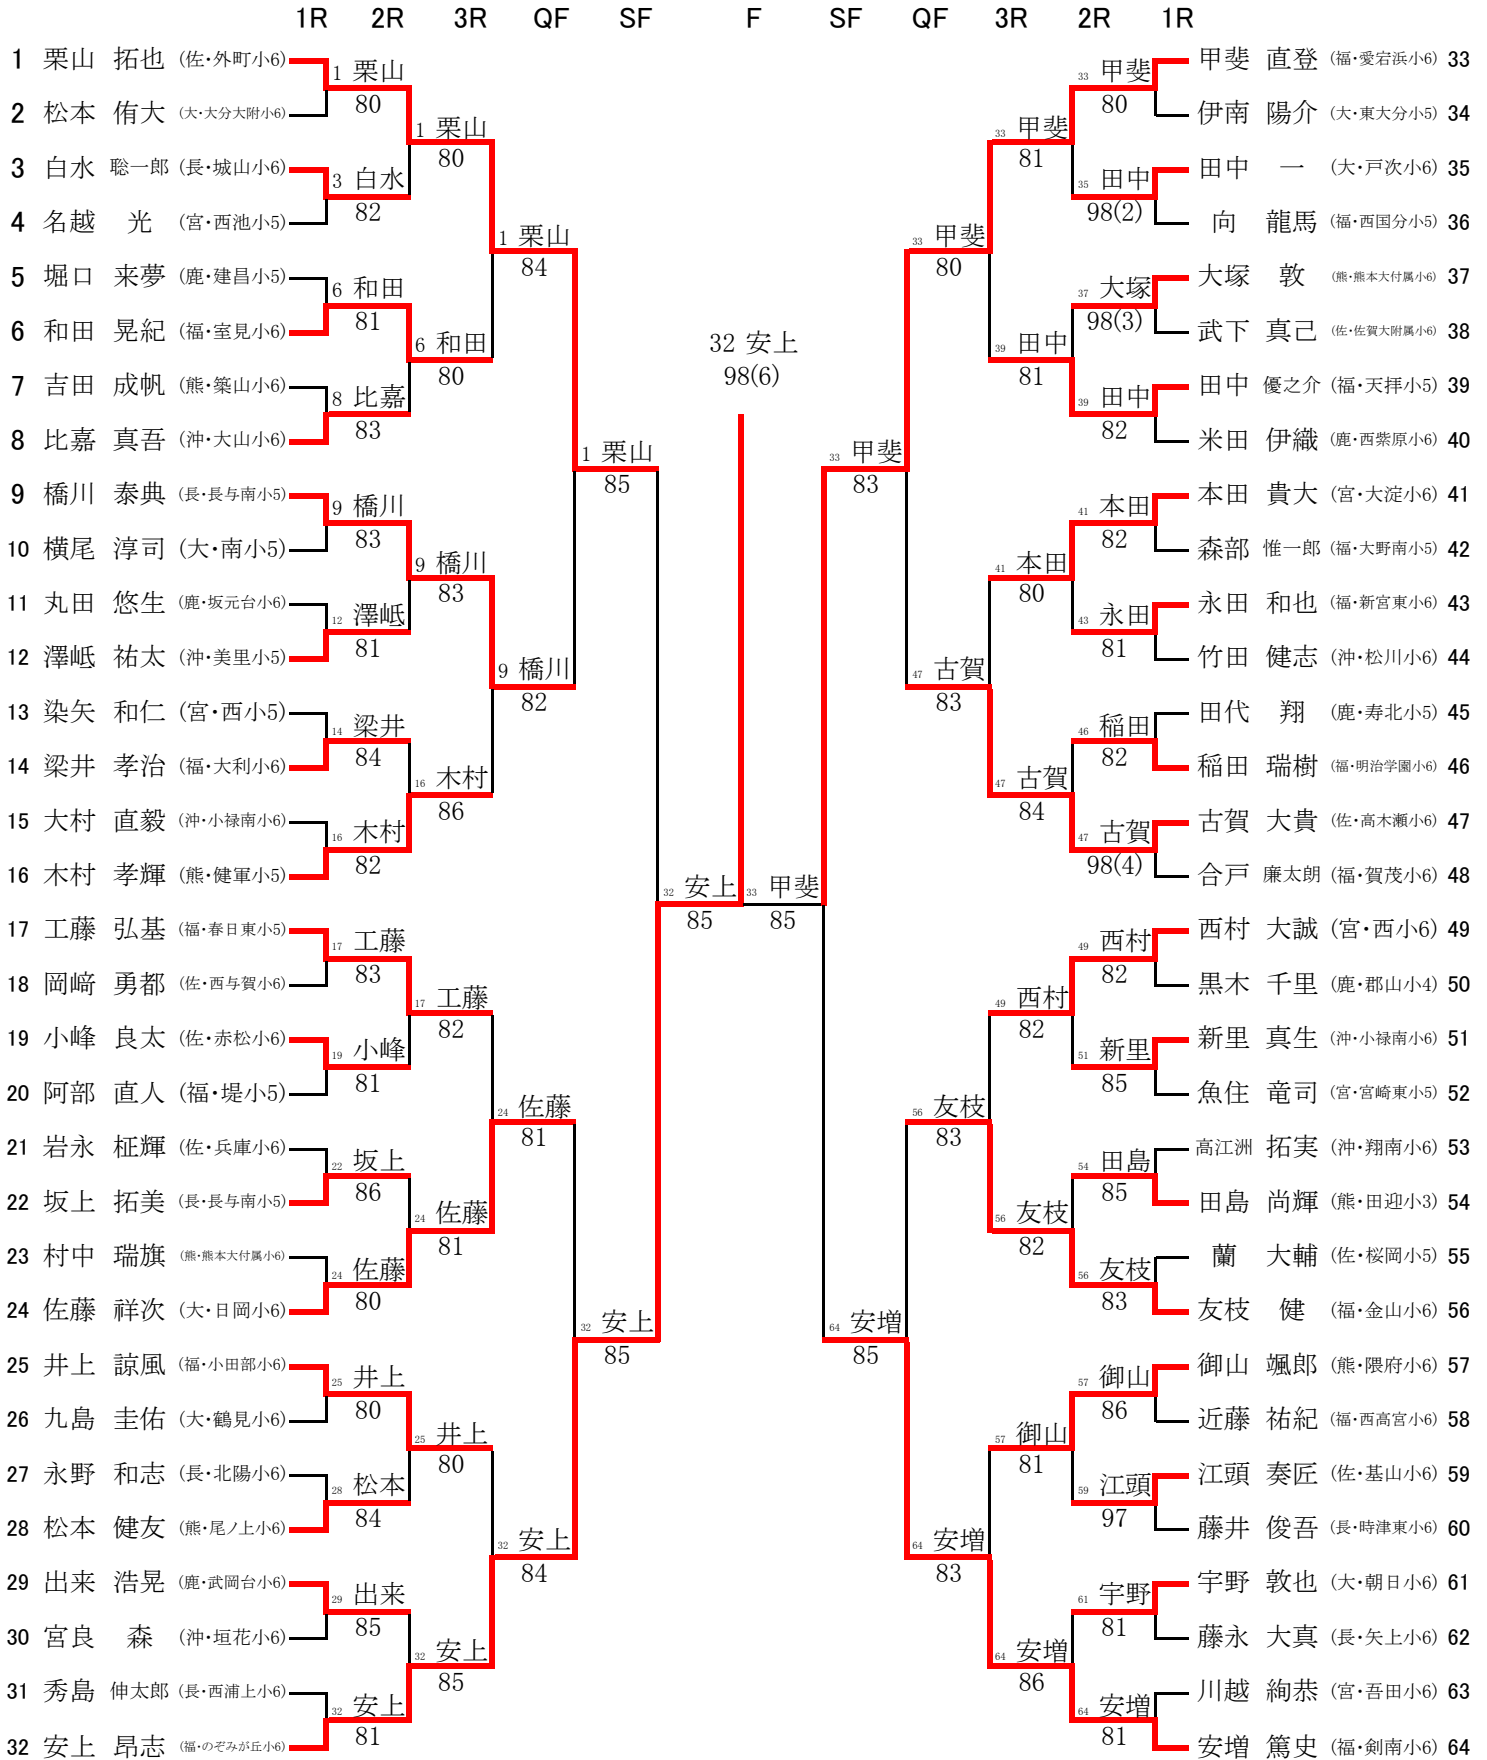 1R 2R 3R QF SF F SF QF 3R 2R 1R
1 栗山 拓也 (佐・外町小6) 甲斐 直登 (福・愛宕浜小6) 33
1 栗山 33 甲斐
80 80
2 松本 侑大 (大・大分大附小6) 伊南 陽介 (大・東大分小5) 34
1 栗山 33 甲斐
80 81
3 白水 聡一郎 (長・城山小6) 田中 一 (大・戸次小6) 35
3 白水 35 田中
82 98(2)
4 名越 光 (宮・西池小5) 向 龍馬 (福・西国分小5) 36
1 栗山 33 甲斐
84 80
5 堀口 来夢 (鹿・建昌小5) 大塚 敦 (熊・熊本大付属小6) 37
6 和田 37 大塚
81 98(3)
6 和田 晃紀 (福・室見小6) 武下 真己 (佐・佐賀大附属小6) 38
6 和田 32 安上 39 田中
80 98(6) 81
7 吉田 成帆 (熊・築山小6) 田中 優之介 (福・天拝小5) 39
8 比嘉 39 田中
83 82
8 比嘉 真吾 (沖・大山小6) 米田 伊織 (鹿・西紫原小6) 40
1 栗山 33 甲斐
85 83
9 橋川 泰典 (長・長与南小5) 本田 貴大 (宮・大淀小6) 41
9 橋川 41 本田
83 82
10 横尾 淳司 (大・南小5) 森部 惟一郎 (福・大野南小5) 42
9 橋川 41 本田
83 80
11 丸田 悠生 (鹿・坂元台小6) 永田 和也 (福・新宮東小6) 43
12 澤岻 43 永田
81 81
12 澤岻 祐太 (沖・美里小5) 竹田 健志 (沖・松川小6) 44
9 橋川 47 古賀
82 83
13 染矢 和仁 (宮・西小5) 田代 翔 (鹿・寿北小5) 45
14 梁井 46 稲田
84 82
14 梁井 孝治 (福・大利小6) 稲田 瑞樹 (福・明治学園小6) 46
16 木村 47 古賀
86 84
15 大村 直毅 (沖・小禄南小6) 古賀 大貴 (佐・高木瀬小6) 47
16 木村 47 古賀
82 98(4)
16 木村 孝輝 (熊・健軍小5) 合戸 廉太朗 (福・賀茂小6) 48
32 安上 33 甲斐
85 85
17 工藤 弘基 (福・春日東小5) 西村 大誠 (宮・西小6) 49
17 工藤 49 西村
83 82
18 岡﨑 勇都 (佐・西与賀小6) 黒木 千里 (鹿・郡山小4) 50
17 工藤 49 西村
82 82
19 小峰 良太 (佐・赤松小6) 新里 真生 (沖・小禄南小6) 51
19 小峰 51 新里
81 85
20 阿部 直人 (福・堤小5) 魚住 竜司 (宮・宮崎東小5) 52
24 佐藤 56 友枝
81 83
21 岩永 柾輝 (佐・兵庫小6) 高江洲 拓実 (沖・翔南小6) 53
22 坂上 54 田島
86 85
22 坂上 拓美 (長・長与南小5) 田島 尚輝 (熊・田迎小3) 54
24 佐藤 56 友枝
81 82
23 村中 瑞旗 (熊・熊本大付属小6) 蘭 大輔 (佐・桜岡小5) 55
24 佐藤 56 友枝
80 83
24 佐藤 祥次 (大・日岡小6) 友枝 健 (福・金山小6) 56
32 安上 64 安増
85 85
25 井上 諒風 (福・小田部小6) 御山 颯郎 (熊・隈府小6) 57
25 井上 57 御山
80 86
26 九島 圭佑 (大・鶴見小6) 近藤 祐紀 (福・西高宮小6) 58
25 井上 57 御山
80 81
27 永野 和志 (長・北陽小6) 江頭 奏匠 (佐・基山小6) 59
28 松本 59 江頭
84 97
28 松本 健友 (熊・尾ノ上小6) 藤井 俊吾 (長・時津東小6) 60
32 安上 64 安増
84 83
29 出来 浩晃 (鹿・武岡台小6) 宇野 敦也 (大・朝日小6) 61
29 出来 61 宇野
85 81
30 宮良 森 (沖・垣花小6) 藤永 大真 (長・矢上小6) 62
32 安上 64 安増
85 86
31 秀島 伸太郎 (長・西浦上小6) 川越 絢恭 (宮・吾田小6) 63
32 安上 64 安増
81 81
32 安上 昂志 (福・のぞみが丘小6) 安増 篤史 (福・剣南小6) 64